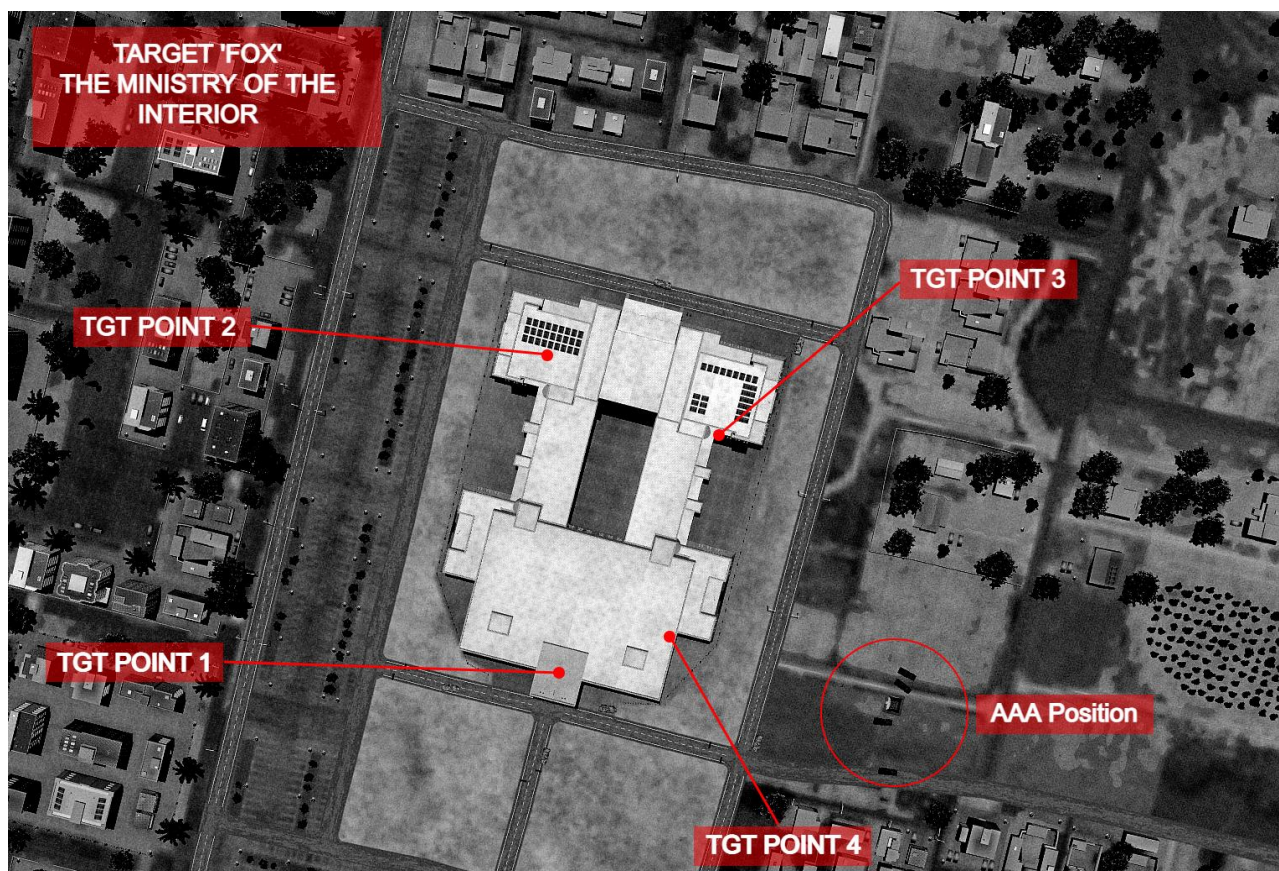 TARGET 'FOX'
THE MINISTRY OF THE
INTERIOR
TGT POINT 3
TGT POINT 2
TGT POINT 1
AAA Position
TGT POINT 4